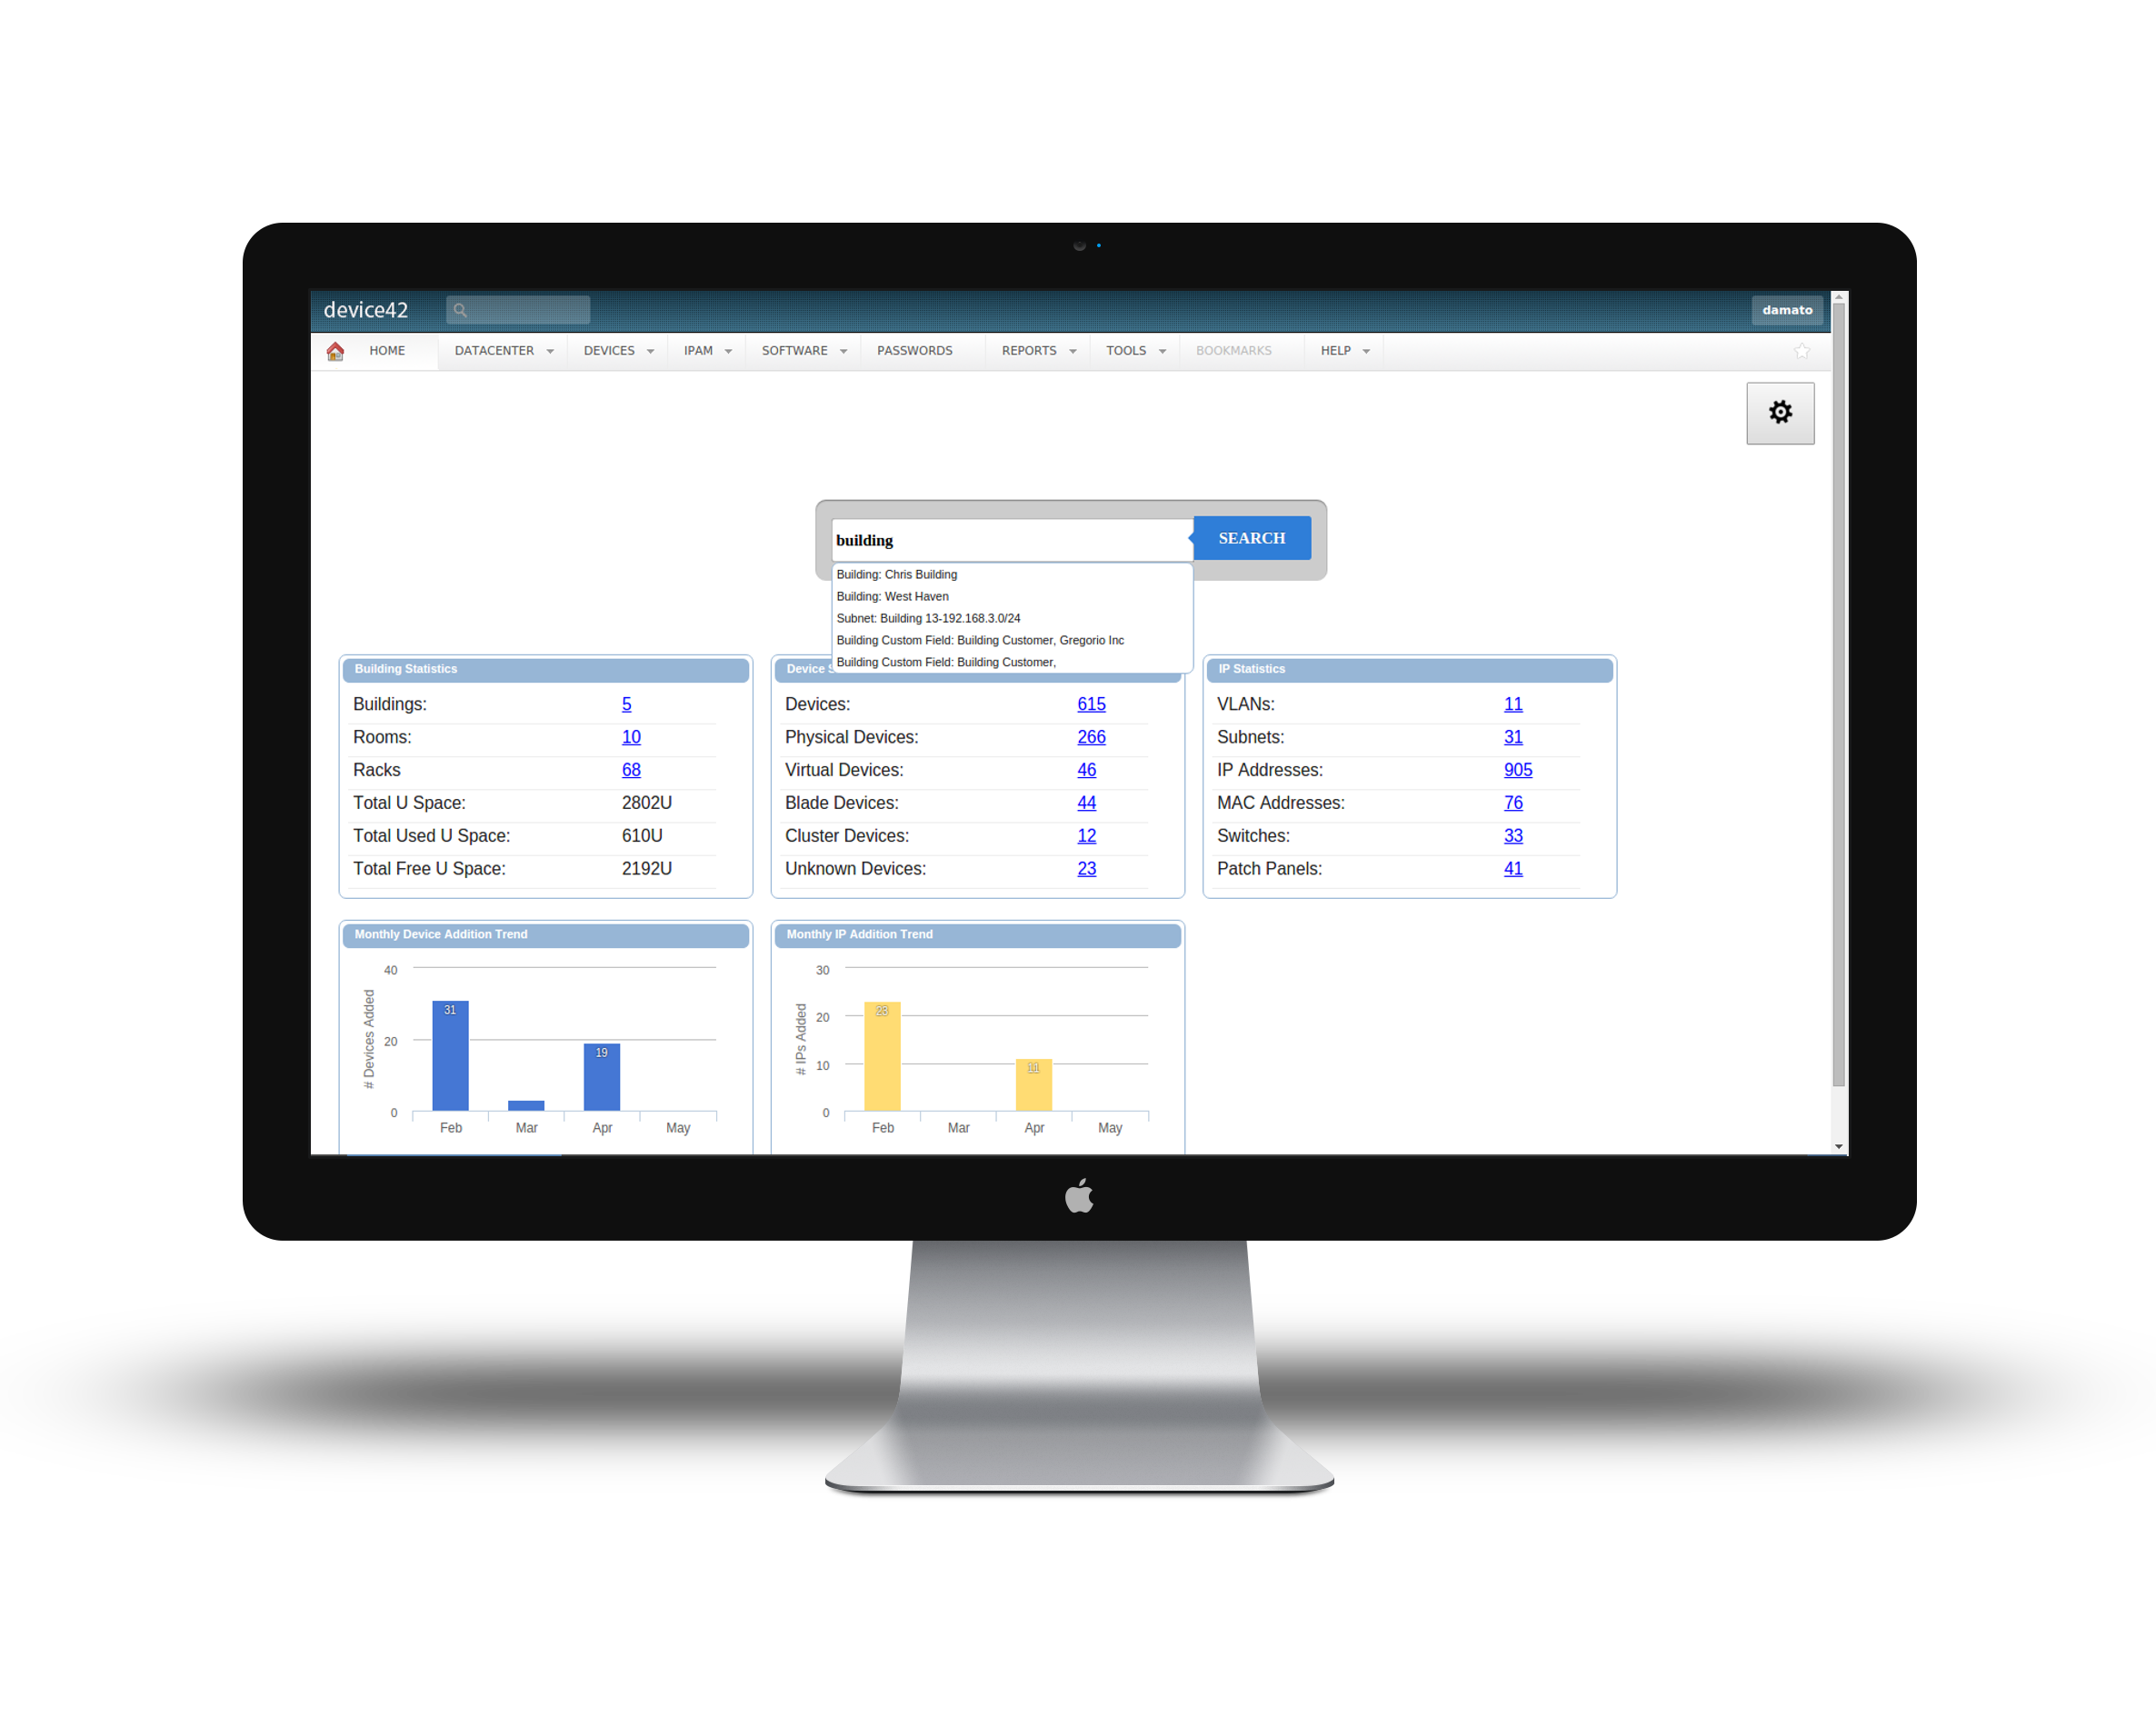 device42
damato
HOME DATACENTER DEVICES IPAM SOFTWARE PASSWORDS REPORTS TOOLS BOOKMARKS HELP
building SEARCH
Building: Chris Building
Building: West Haven
Subnet: Building 13-192.168.3.0/24
Building Custom Field: Building Customer, Gregorio Inc
Building Custom Field: Building Customer,
Building Statistics
Buildings: 5
Rooms: 10
Racks 68
Total U Space: 2802U
Total Used U Space: 610U
Total Free U Space: 2192U
Device S
Devices: 615
Physical Devices: 266
Virtual Devices: 46
Blade Devices: 44
Cluster Devices: 12
Unknown Devices: 23
IP Statistics
VLANs: 11
Subnets: 31
IP Addresses: 905
MAC Addresses: 76
Switches: 33
Patch Panels: 41
Monthly Device Addition Trend
# Devices Added
40
20
0
31
19
Feb Mar Apr May
Monthly IP Addition Trend
# IPs Added
30
20
10
0
23
11
Feb Mar Apr May